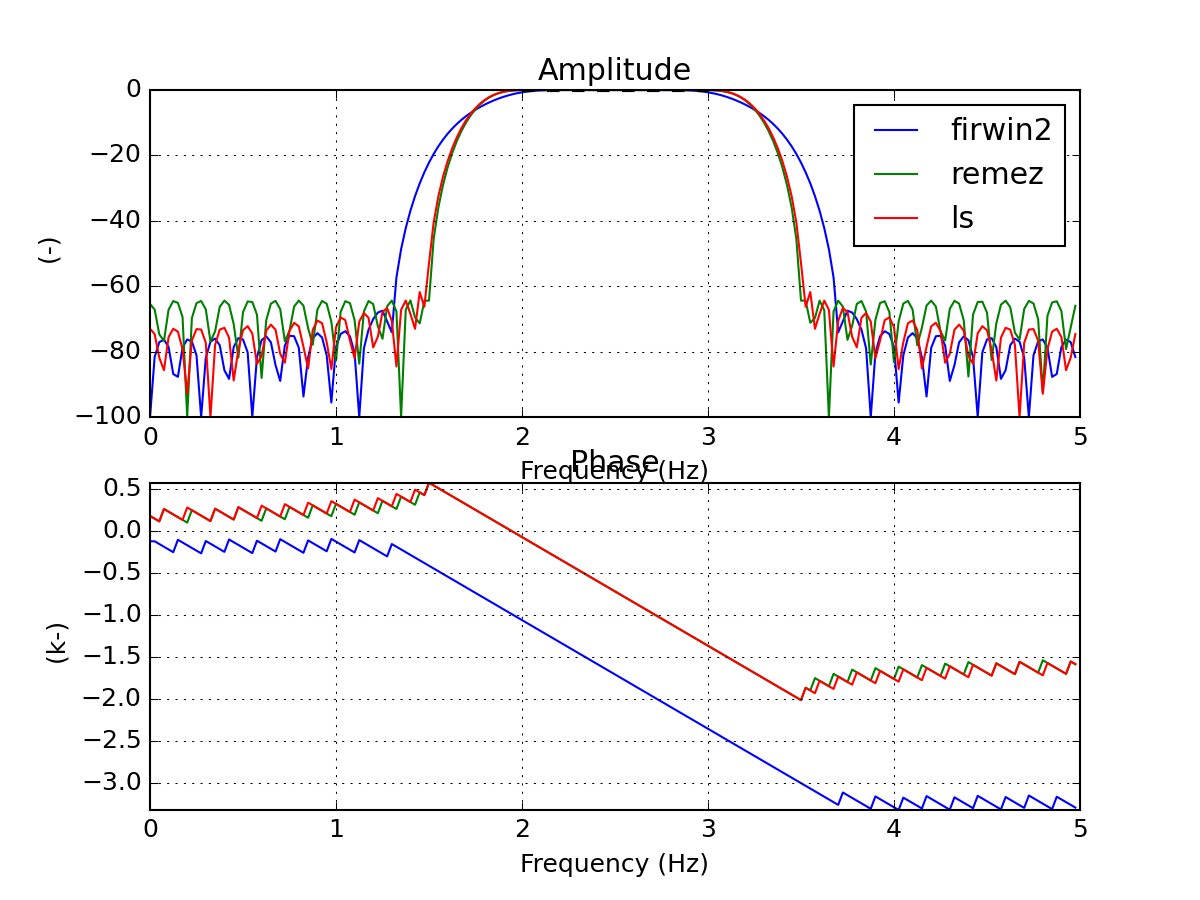 Amplitude
0
−20
−40
−60
−80
−100
(-)
firwin2
remez
ls
0 1 2 3 4 5
Frequency (Hz)
Phase
0.5
0.0
−0.5
−1.0
−1.5
−2.0
−2.5
−3.0
(k-)
0 1 2 3 4 5
Frequency (Hz)